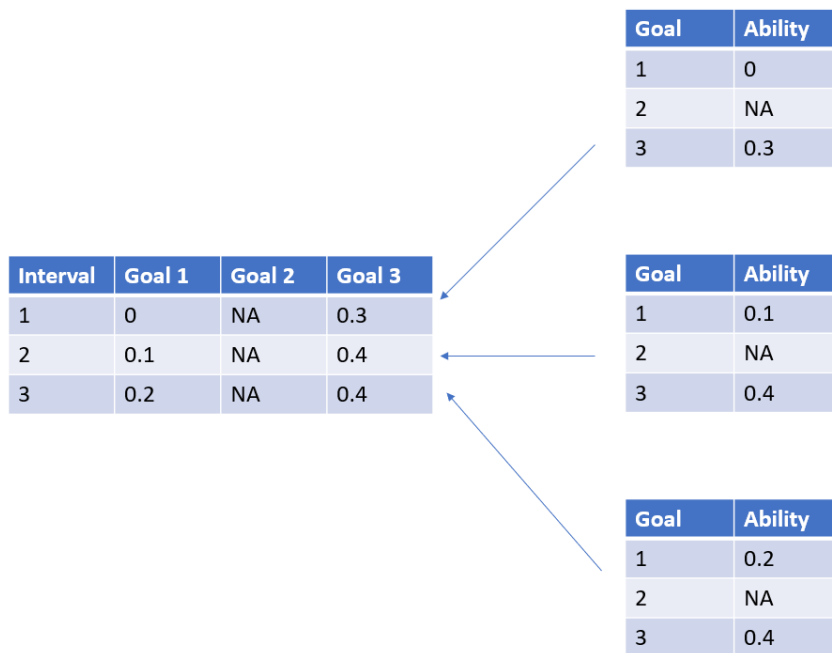 Goal Ability
1 0
2 NA
3 0.3
Interval Goal 1 Goal 2 Goal 3
1 0 NA 0.3
2 0.1 NA 0.4
3 0.2 NA 0.4
Goal Ability
1 0.1
2 NA
3 0.4
Goal Ability
1 0.2
2 NA
3 0.4